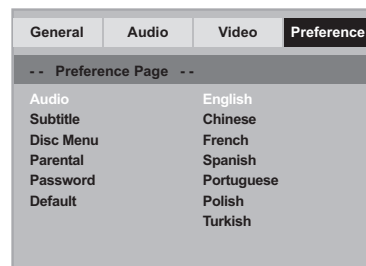 General Audio Video Preference
- - Preference Page - -
Audio English
Subtitle Chinese
Disc Menu French
Parental Spanish
Password Portuguese
Default Polish
Turkish